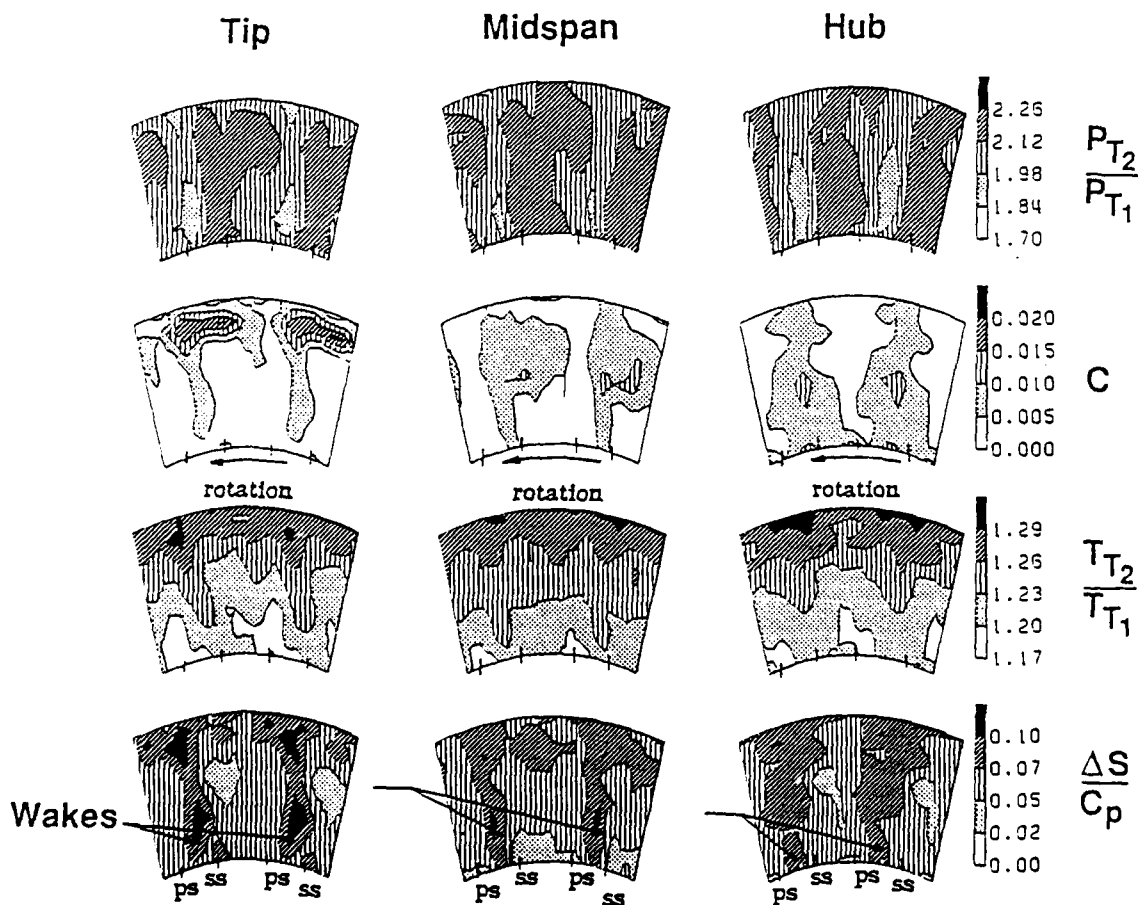 Tip Midspan Hub
2.26
2.12
1.98
1.84
1.70
P_T2 / P_T1
0.020
0.015
0.010
0.005
0.000
C
rotation rotation rotation
1.29
1.26
1.23
1.20
1.17
T_T2 / T_T1
0.10
0.07
0.05
0.02
0.00
ΔS / C_p
Wakes
ps ss ps ss ps ss ps ss ps ss ps ss